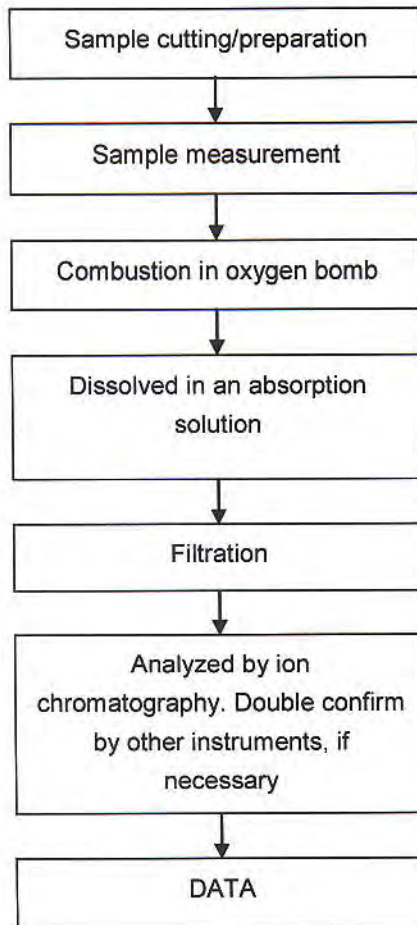 Sample cutting/preparation
Sample measurement
Combustion in oxygen bomb
Dissolved in an absorption
solution
Filtration
Analyzed by ion
chromatography. Double confirm
by other instruments, if
necessary
DATA